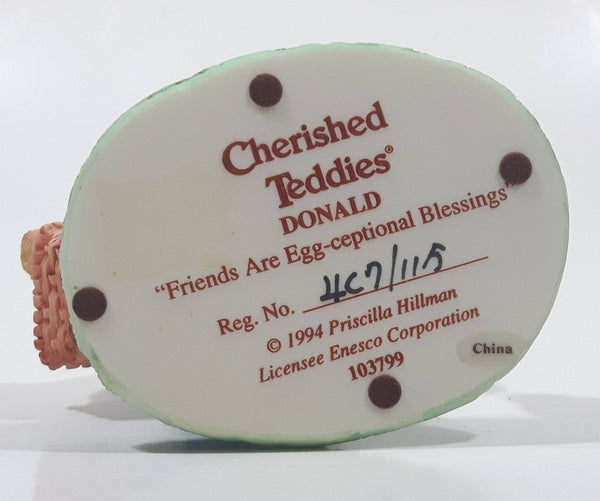 Cherished
Teddies®
DONALD
"Friends Are Egg-ceptional Blessings"
Reg. No. 4C7/115
© 1994 Priscilla Hillman
Licensee Enesco Corporation
103799
China